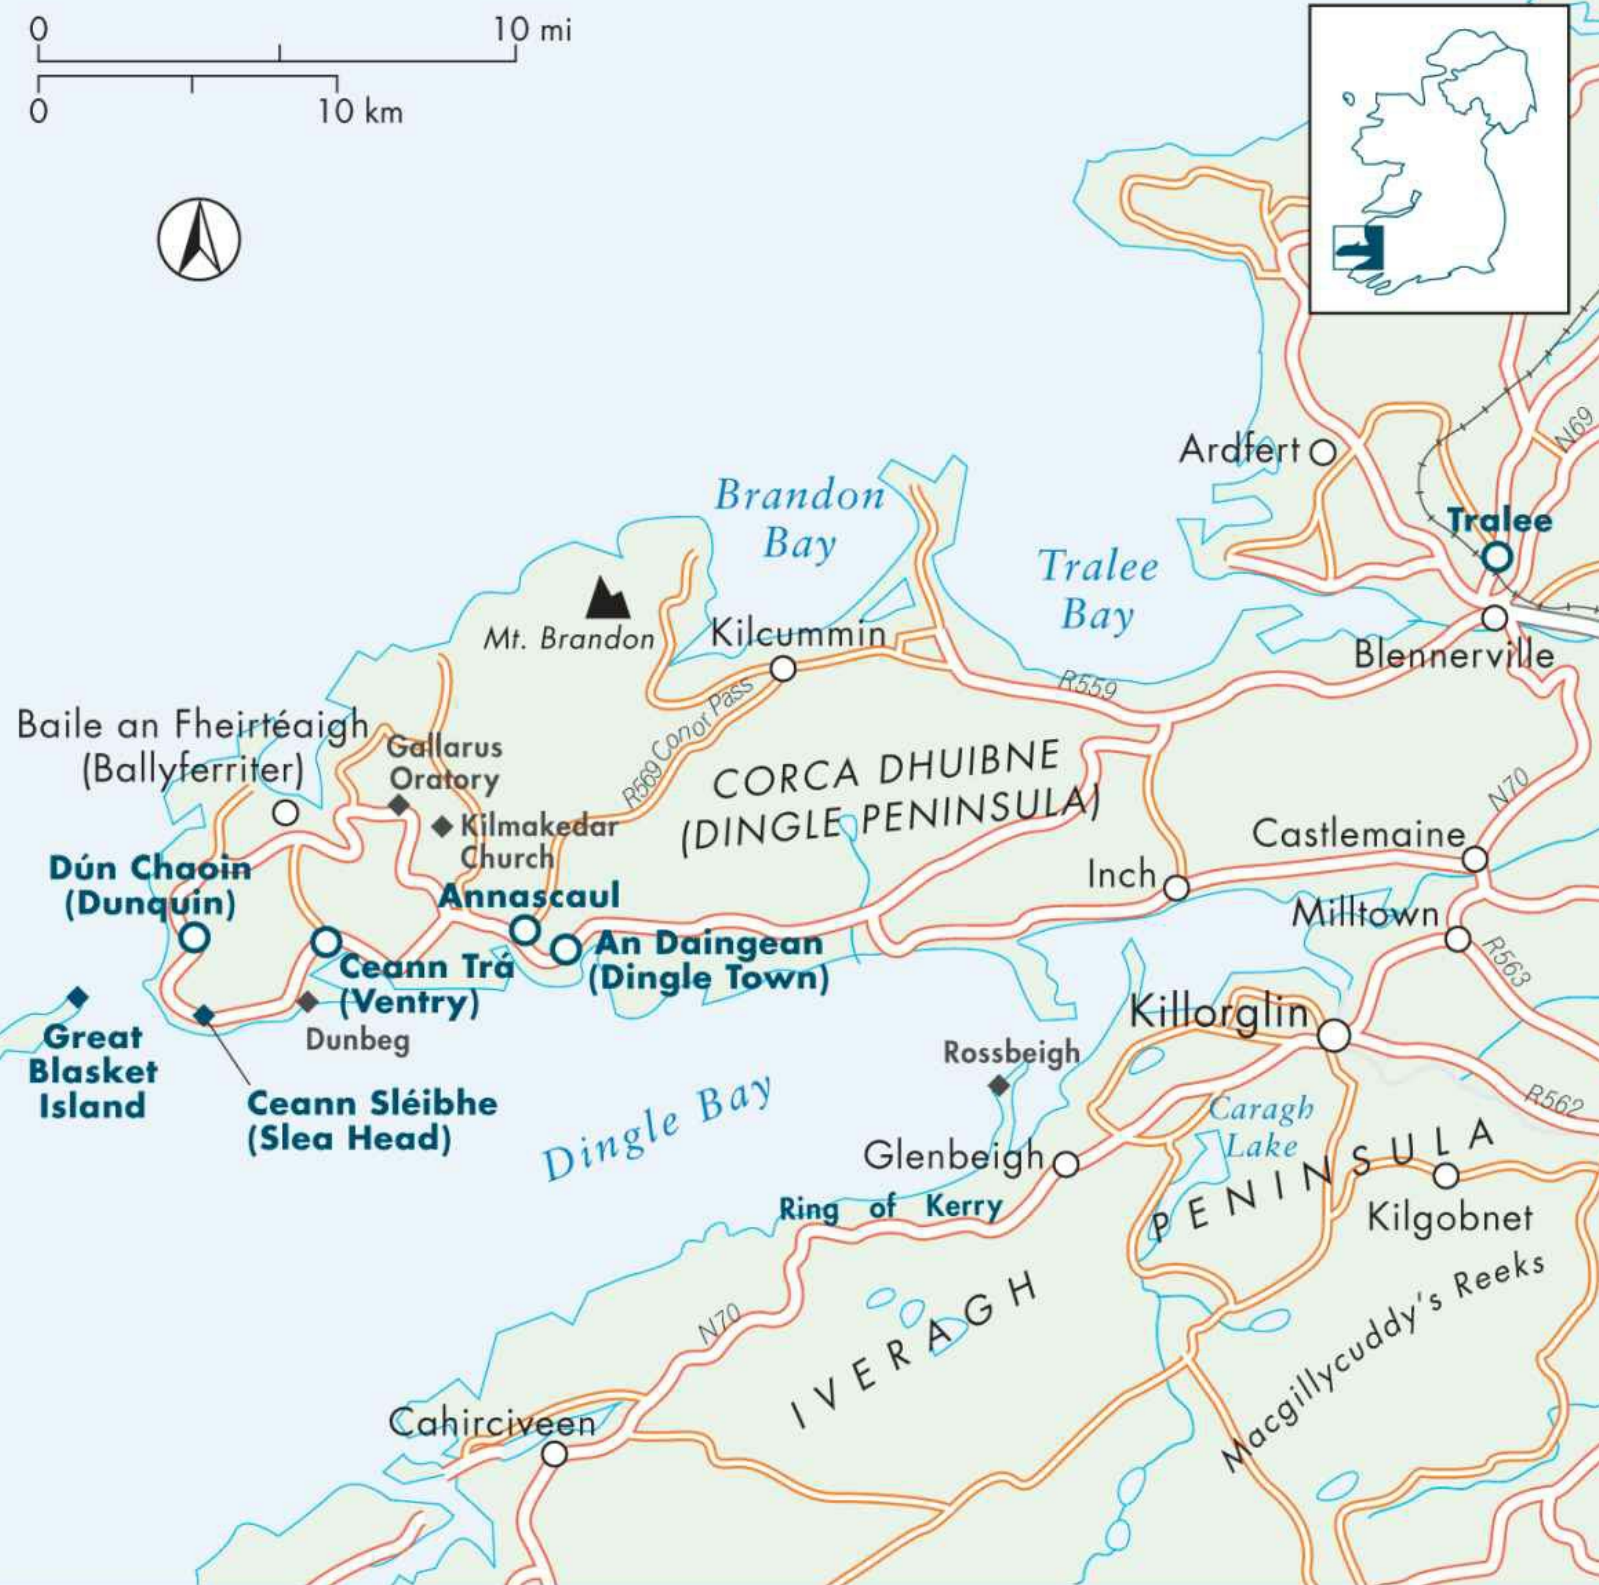 0 10 mi
0 10 km
Ardfert
N69
Tralee
Brandon
Bay
Tralee
Bay
Mt. Brandon
Kilcummin
Blennerville
R559
Baile an Fheirtéaigh
(Ballyferriter)
Gallarus
Oratory
R569 Conor Pass
CORCA DHUIBNE
(DINGLE PENINSULA)
N70
Kilmakedar
Church
Castlemaine
Dún Chaoin
(Dunquin)
Annascaul
Inch
Milltown
An Daingean
(Dingle Town)
Ceann Trá
(Ventry)
R563
Great
Blasket
Island
Dunbeg
Killorglin
Rossbeigh
Ceann Sléibhe
(Slea Head)
Dingle Bay
Caragh
Lake
R562
Glenbeigh
Ring of Kerry
IVERAGH PENINSULA
Kilgobnet
Macgillycuddy's Reeks
N70
Cahirciveen